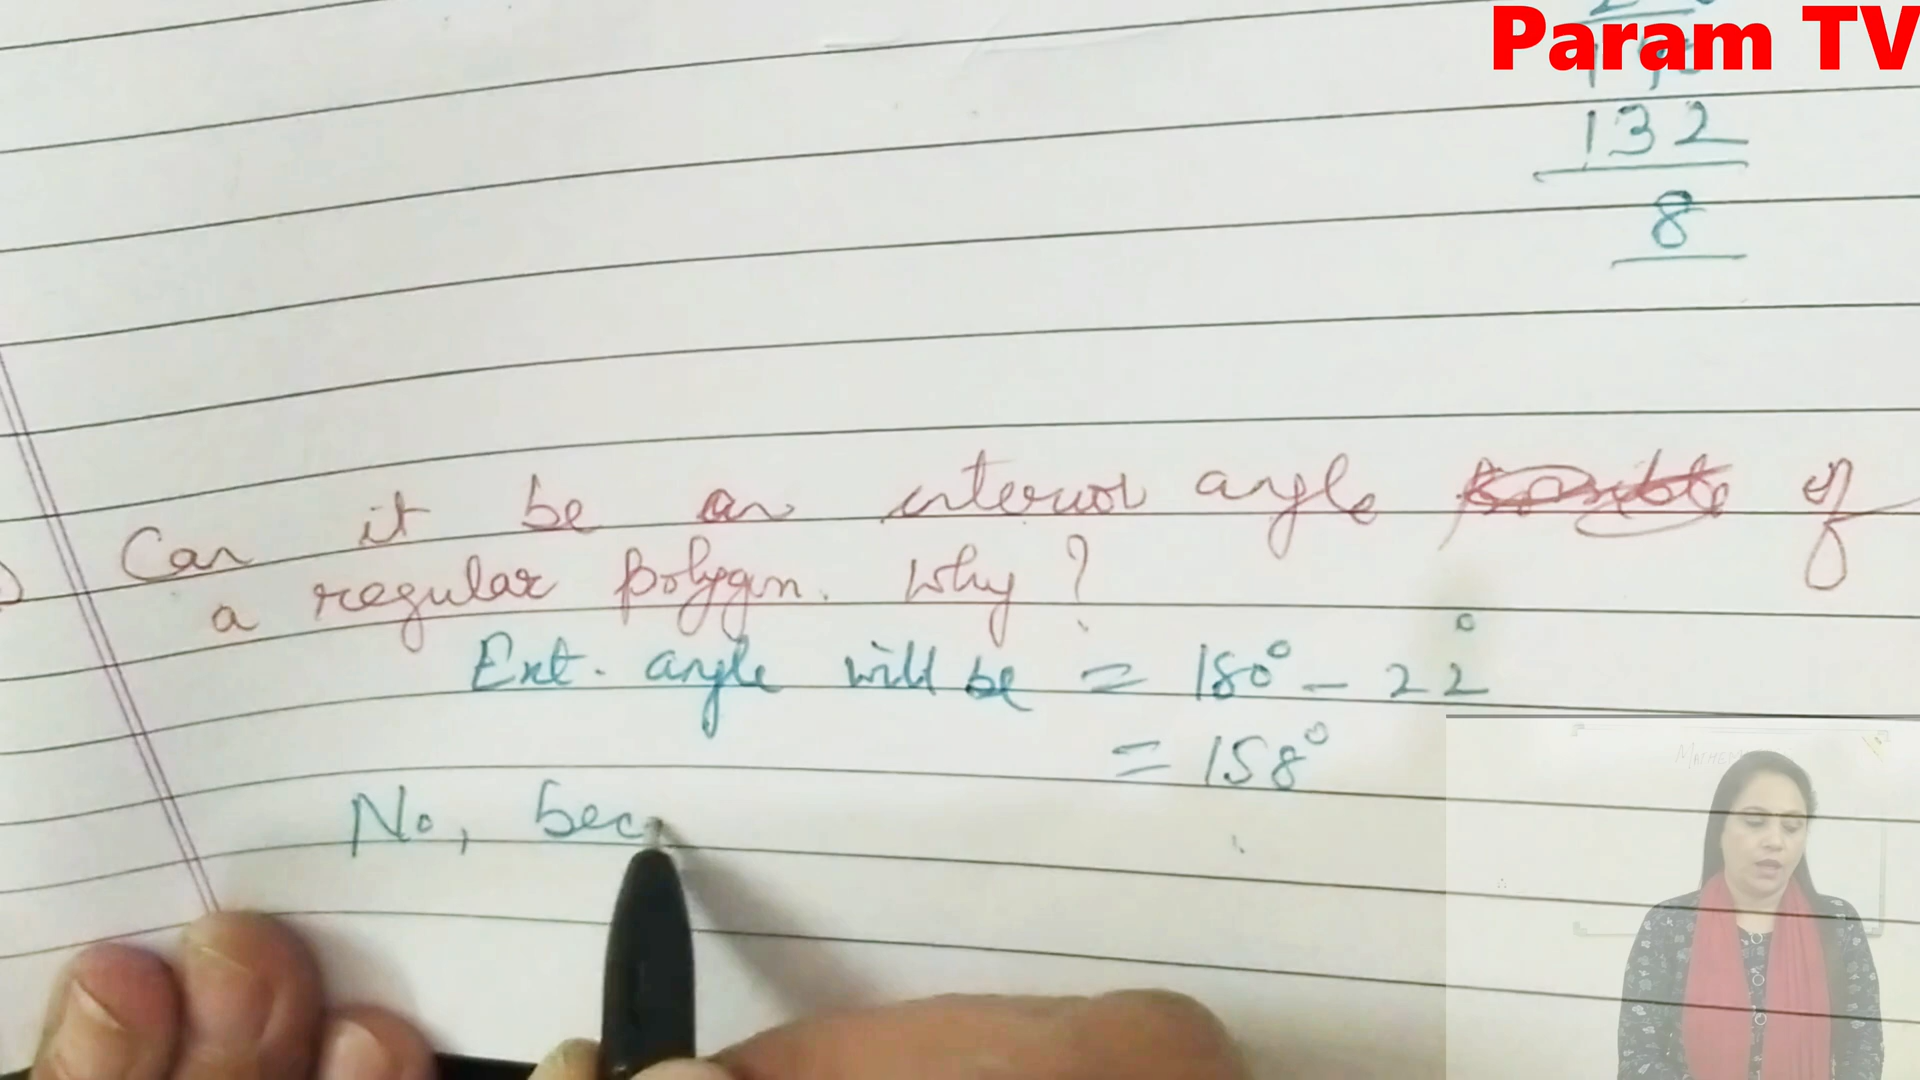 Param TV
132
8
Can it be an interior angle of
a regular polygon. Why?
Ext. angle will be = 180° - 22°
= 158°
No, bec